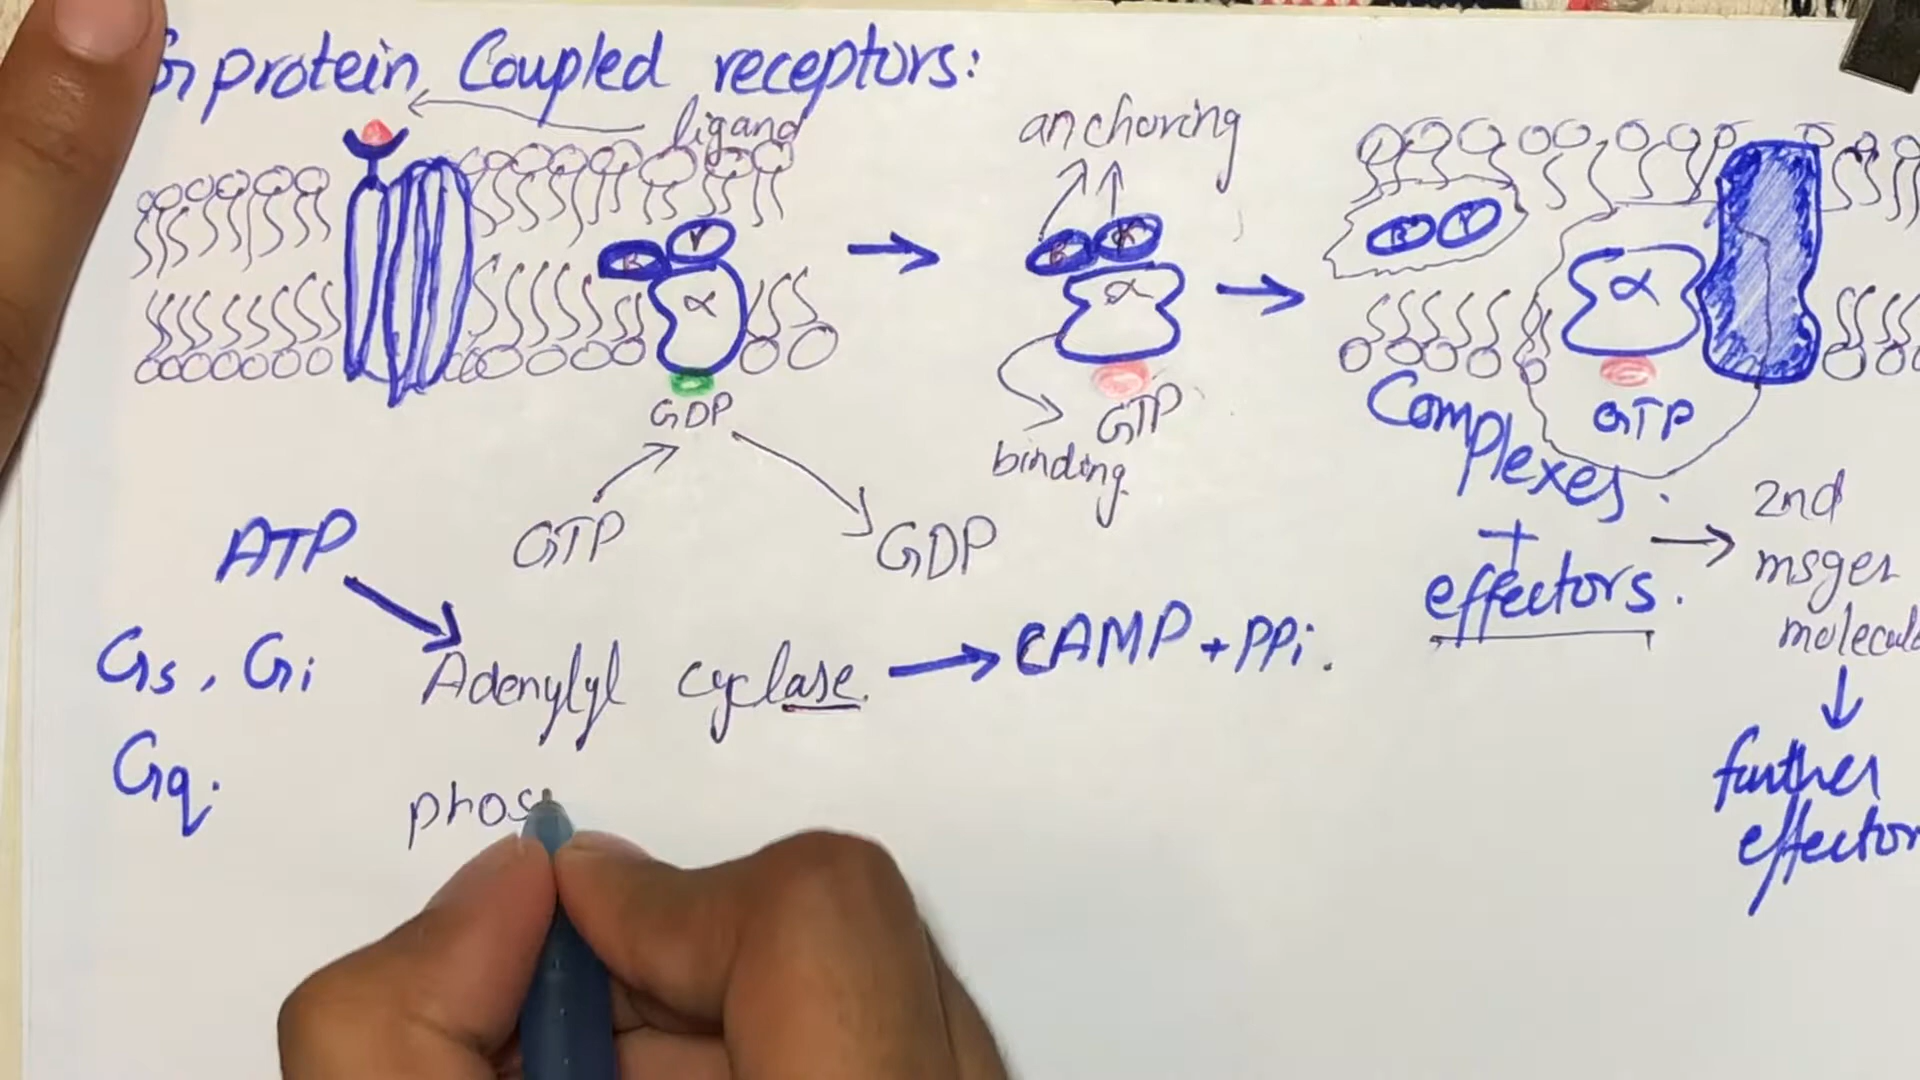 G protein Coupled receptors:
ligand
anchoring
β γ
α
GDP
GTP
GDP
β
α
GTP
binding.
β γ
α
GTP
Complexes.
+
effectors.
2nd
msger
molecul
further
effector
ATP
Gs, Gi
Gq.
Adenylyl cyclase.
cAMP + PPi.
phos